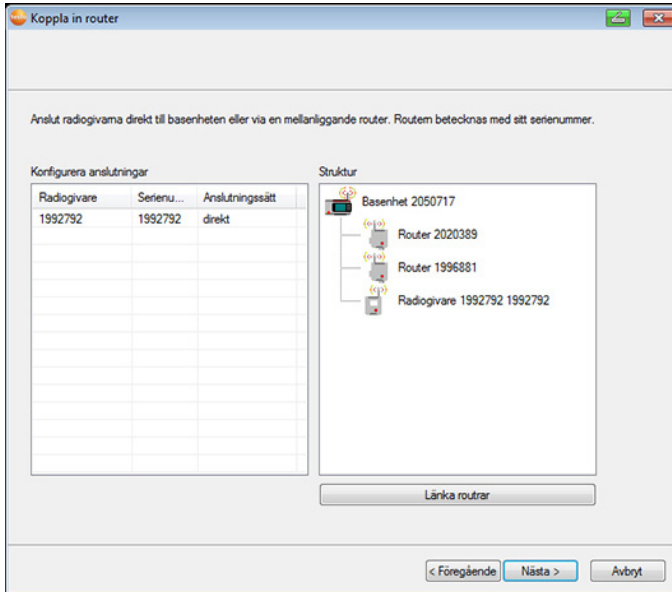 Koppla in router
Anslut radiogivarna direkt till basenheten eller via en mellanliggande router. Routern betecknas med sitt serienummer.
Konfigurera anslutningar
Radiogivare Serienu... Anslutningssätt
1992792 1992792 direkt
Struktur
Basenhet 2050717
Router 2020389
Router 1996881
Radiogivare 1992792 1992792
Länka routrar
< Föregående Nästa > Avbryt